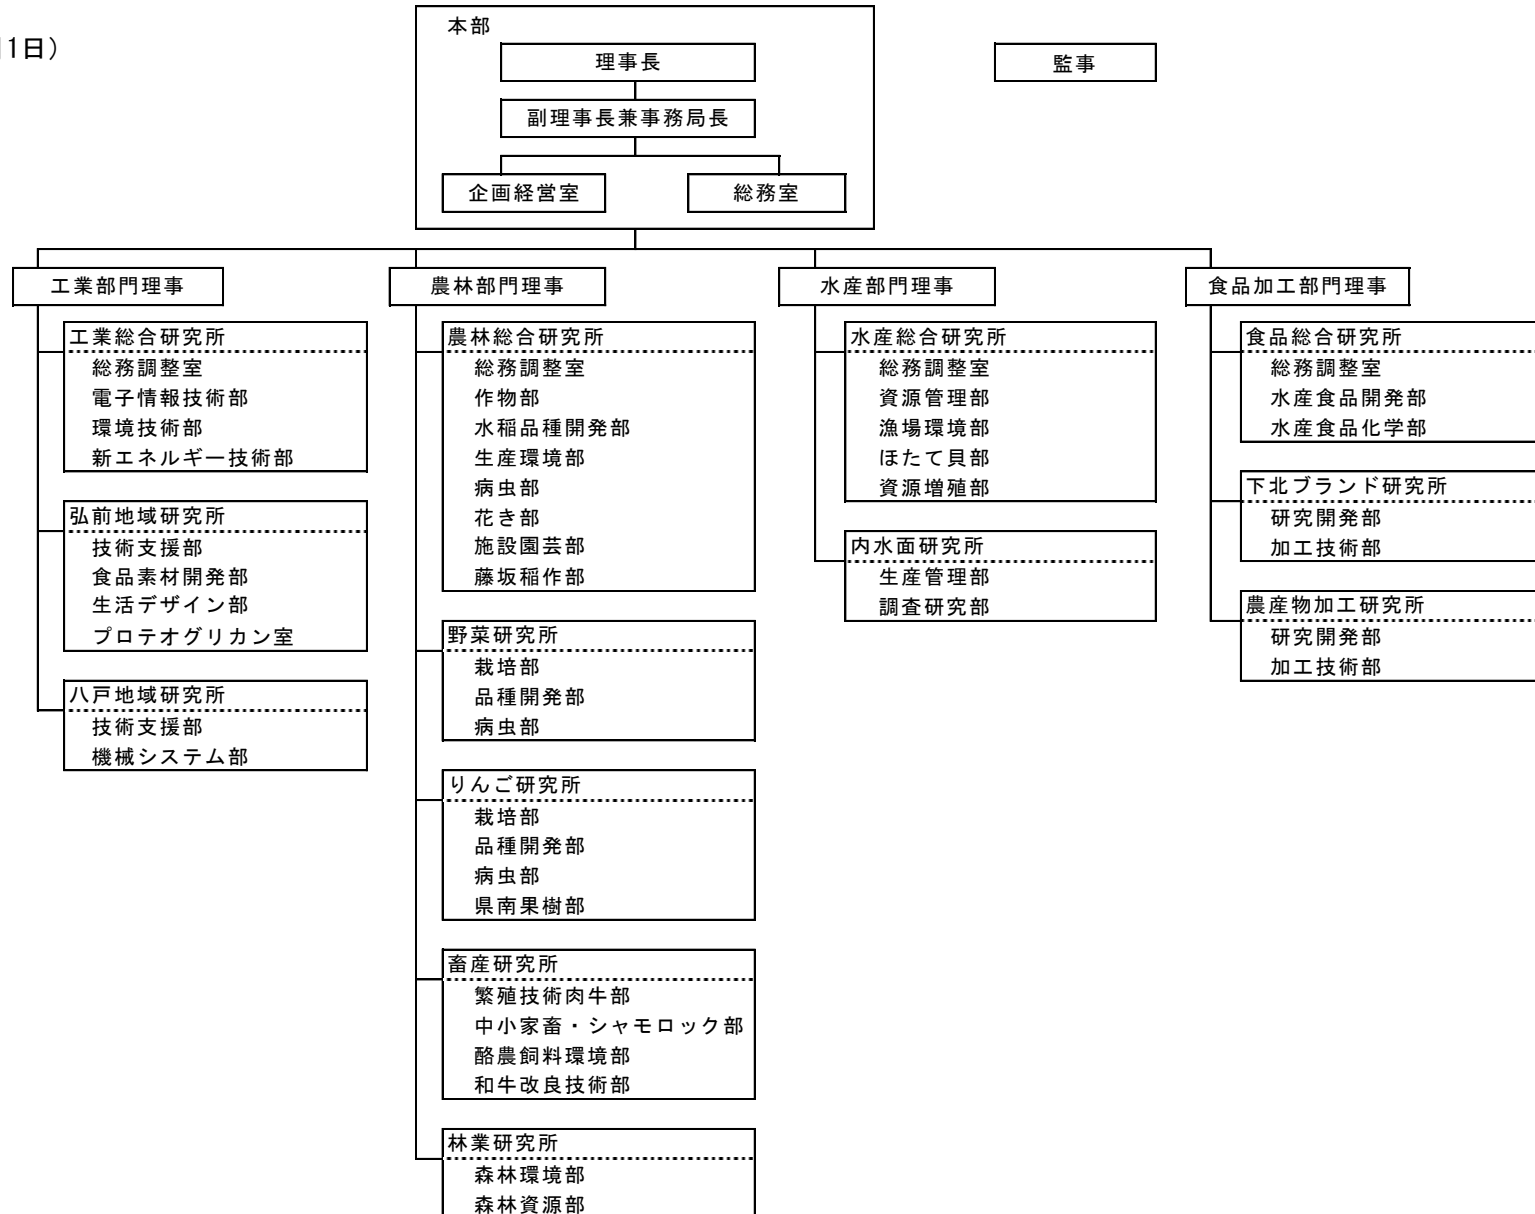 1日）
本部
理事長
監事
副理事長兼事務局長
企画経営室
総務室
工業部門理事
農林部門理事
水産部門理事
食品加工部門理事
工業総合研究所
総務調整室
電子情報技術部
環境技術部
新エネルギー技術部
弘前地域研究所
技術支援部
食品素材開発部
生活デザイン部
プロテオグリカン室
八戸地域研究所
技術支援部
機械システム部
農林総合研究所
総務調整室
作物部
水稲品種開発部
生産環境部
病虫部
花き部
施設園芸部
藤坂稲作部
野菜研究所
栽培部
品種開発部
病虫部
りんご研究所
栽培部
品種開発部
病虫部
県南果樹部
畜産研究所
繁殖技術肉牛部
中小家畜・シャモロック部
酪農飼料環境部
和牛改良技術部
林業研究所
森林環境部
森林資源部
水産総合研究所
総務調整室
資源管理部
漁場環境部
ほたて貝部
資源増殖部
内水面研究所
生産管理部
調査研究部
食品総合研究所
総務調整室
水産食品開発部
水産食品化学部
下北ブランド研究所
研究開発部
加工技術部
農産物加工研究所
研究開発部
加工技術部